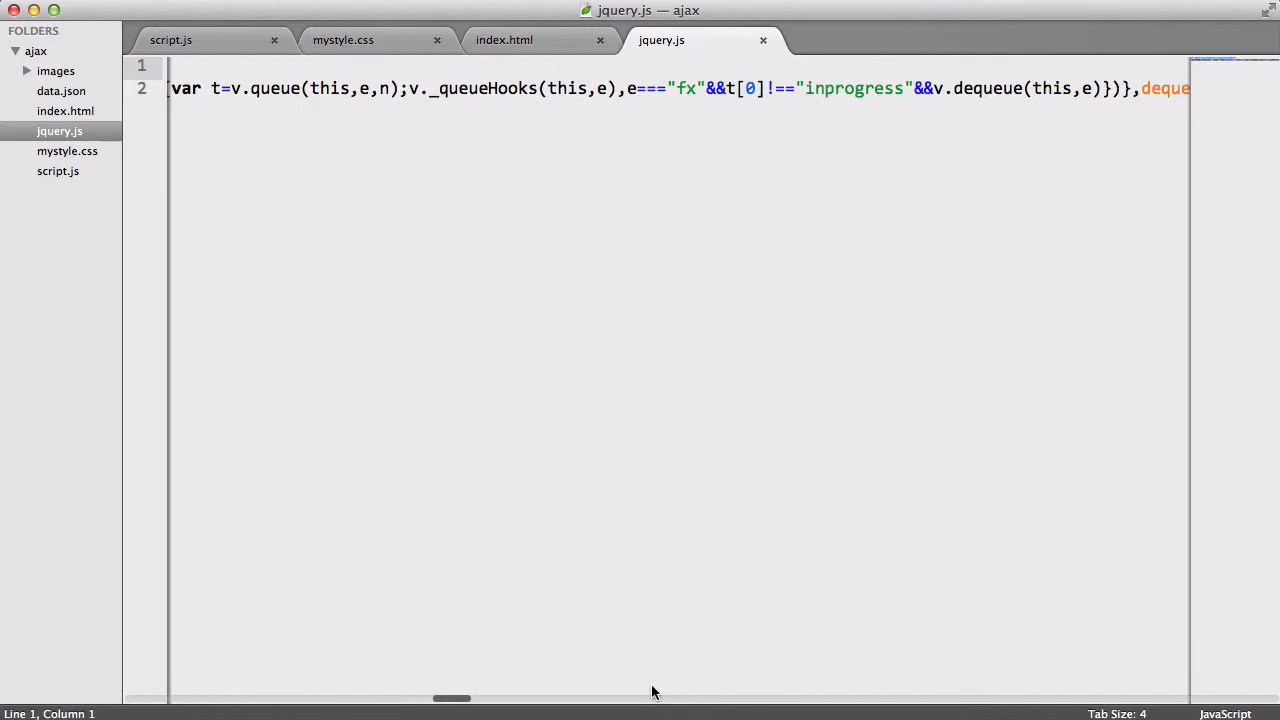 jquery.js — ajax
FOLDERS
ajax
images
data.json
index.html
jquery.js
mystyle.css
script.js
script.js
mystyle.css
index.html
jquery.js
1
2 {var t=v.queue(this,e,n);v._queueHooks(this,e),e==="fx"&&t[0]!=="inprogress"&&v.dequeue(this,e)})},deque
Line 1, Column 1
Tab Size: 4
JavaScript